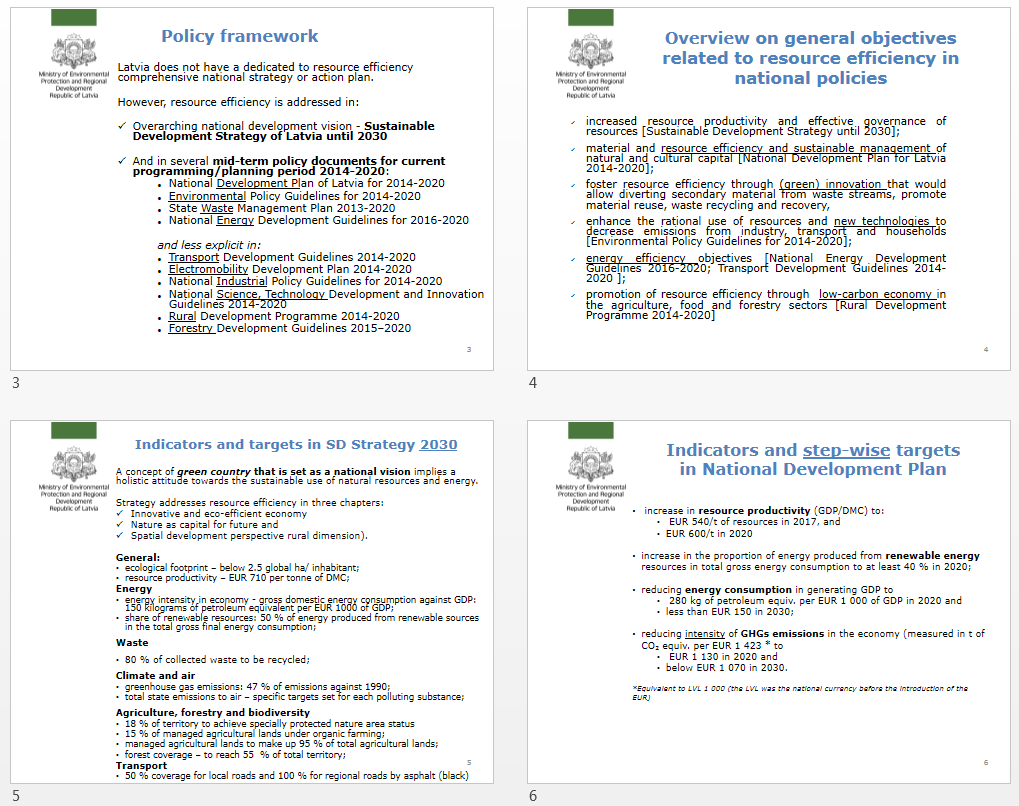 Ministry of Environmental
Protection and Regional
Development
Republic of Latvia
Policy framework
Latvia does not have a dedicated to resource efficiency
comprehensive national strategy or action plan.
However, resource efficiency is addressed in:
✓ Overarching national development vision - Sustainable
Development Strategy of Latvia until 2030
✓ And in several mid-term policy documents for current
programming/planning period 2014-2020:
• National Development Plan of Latvia for 2014-2020
• Environmental Policy Guidelines for 2014-2020
• State Waste Management Plan 2013-2020
• National Energy Development Guidelines for 2016-2020
and less explicit in:
• Transport Development Guidelines 2014-2020
• Electromobility Development Plan 2014-2020
• National Industrial Policy Guidelines for 2014-2020
• National Science, Technology Development and Innovation
Guidelines 2014-2020
• Rural Development Programme 2014-2020
• Forestry Development Guidelines 2015–2020
3
3
Ministry of Environmental
Protection and Regional
Development
Republic of Latvia
Overview on general objectives
related to resource efficiency in
national policies
✓ increased resource productivity and effective governance of
resources [Sustainable Development Strategy until 2030];
✓ material and resource efficiency and sustainable management of
natural and cultural capital [National Development Plan for Latvia
2014-2020];
✓ foster resource efficiency through (green) innovation that would
allow diverting secondary material from waste streams, promote
material reuse, waste recycling and recovery,
✓ enhance the rational use of resources and new technologies to
decrease emissions from industry, transport and households
[Environmental Policy Guidelines for 2014-2020];
✓ energy efficiency objectives [National Energy Development
Guidelines 2016-2020; Transport Development Guidelines 2014-
2020 ];
✓ promotion of resource efficiency through low-carbon economy in
the agriculture, food and forestry sectors [Rural Development
Programme 2014-2020]
4
4
Ministry of Environmental
Protection and Regional
Development
Republic of Latvia
Indicators and targets in SD Strategy 2030
A concept of green country that is set as a national vision implies a
holistic attitude towards the sustainable use of natural resources and energy.
Strategy addresses resource efficiency in three chapters:
✓ Innovative and eco-efficient economy
✓ Nature as capital for future and
✓ Spatial development perspective rural dimension).
General:
• ecological footprint – below 2.5 global ha/ inhabitant;
• resource productivity – EUR 710 per tonne of DMC;
Energy
• energy intensity in economy - gross domestic energy consumption against GDP:
150 kilograms of petroleum equivalent per EUR 1000 of GDP;
• share of renewable resources: 50 % of energy produced from renewable sources
in the total gross final energy consumption;
Waste
• 80 % of collected waste to be recycled;
Climate and air
• greenhouse gas emissions: 47 % of emissions against 1990;
• total state emissions to air – specific targets set for each polluting substance;
Agriculture, forestry and biodiversity
• 18 % of territory to achieve specially protected nature area status
• 15 % of managed agricultural lands under organic farming;
• managed agricultural lands to make up 95 % of total agricultural lands;
• forest coverage – to reach 55 % of total territory;
Transport
• 50 % coverage for local roads and 100 % for regional roads by asphalt (black)
5
5
Ministry of Environmental
Protection and Regional
Development
Republic of Latvia
Indicators and step-wise targets
in National Development Plan
• increase in resource productivity (GDP/DMC) to:
• EUR 540/t of resources in 2017, and
• EUR 600/t in 2020
• increase in the proportion of energy produced from renewable energy
resources in total gross energy consumption to at least 40 % in 2020;
• reducing energy consumption in generating GDP to
• 280 kg of petroleum equiv. per EUR 1 000 of GDP in 2020 and
• less than EUR 150 in 2030;
• reducing intensity of GHGs emissions in the economy (measured in t of
CO₂ equiv. per EUR 1 423 * to
• EUR 1 130 in 2020 and
• below EUR 1 070 in 2030.
*Equivalent to LVL 1 000 (the LVL was the national currency before the introduction of the
EUR)
6
6